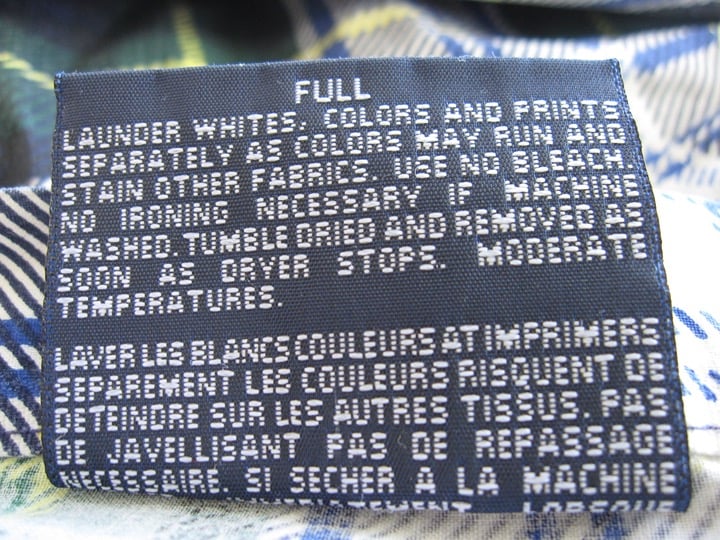 FULL
LAUNDER WHITES, COLORS AND PRINTS
SEPARATELY AS COLORS MAY RUN AND
STAIN OTHER FABRICS. USE NO BLEACH.
NO IRONING NECESSARY IF MACHINE
WASHED, TUMBLE DRIED AND REMOVED AS
SOON AS DRYER STOPS. MODERATE
TEMPERATURES.
LAVER LES BLANCS COULEURS AT IMPRIMERS
SEPAREMENT LES COULEURS RISQUENT DE
DETEINDRE SUR LES AUTRES TISSUS. PAS
DE JAVELLISANT PAS DE REPASSAGE
NECESSAIRE. SI SECHER A LA MACHINE
LORSQUE